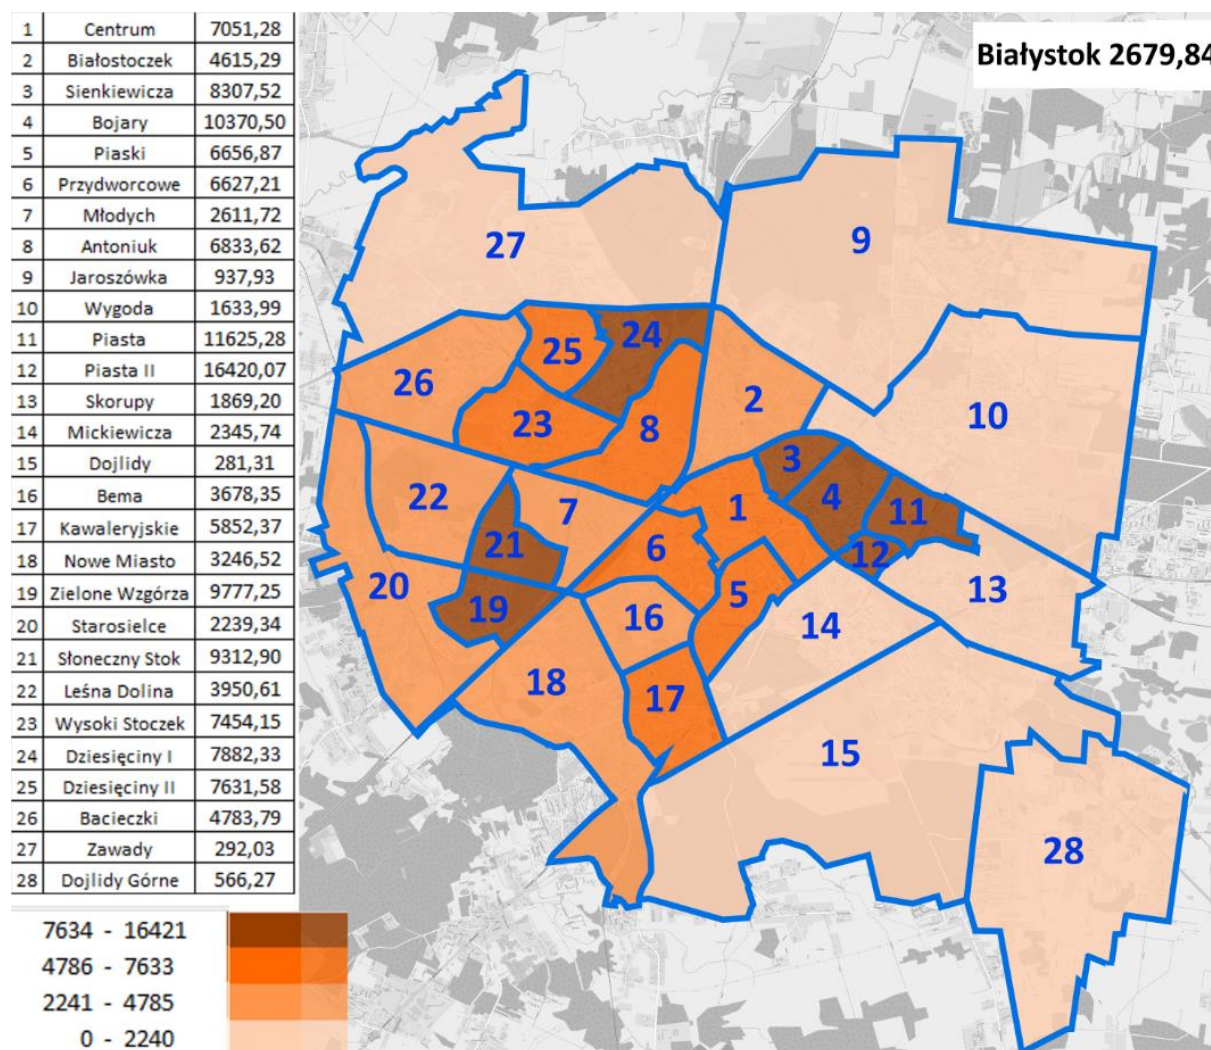 1 Centrum 7051,28
2 Białostoczek 4615,29
3 Sienkiewicza 8307,52
4 Bojary 10370,50
5 Piaski 6656,87
6 Przydworcowe 6627,21
7 Młodych 2611,72
8 Antoniuk 6833,62
9 Jaroszówka 937,93
10 Wygoda 1633,99
11 Piasta 11625,28
12 Piasta II 16420,07
13 Skorupy 1869,20
14 Mickiewicza 2345,74
15 Dojlidy 281,31
16 Bema 3678,35
17 Kawaleryjskie 5852,37
18 Nowe Miasto 3246,52
19 Zielone Wzgórza 9777,25
20 Starosielce 2239,34
21 Słoneczny Stok 9312,90
22 Leśna Dolina 3950,61
23 Wysoki Stoczek 7454,15
24 Dziesięciny I 7882,33
25 Dziesięciny II 7631,58
26 Bacieczki 4783,79
27 Zawady 292,03
28 Dojlidy Górne 566,27
7634 - 16421
4786 - 7633
2241 - 4785
0 - 2240
Białystok 2679,84
27
9
24
25
26
2
23
8
10
3
22
4
1
7
11
21
6
12
20
5
13
19
16
14
18
17
15
28